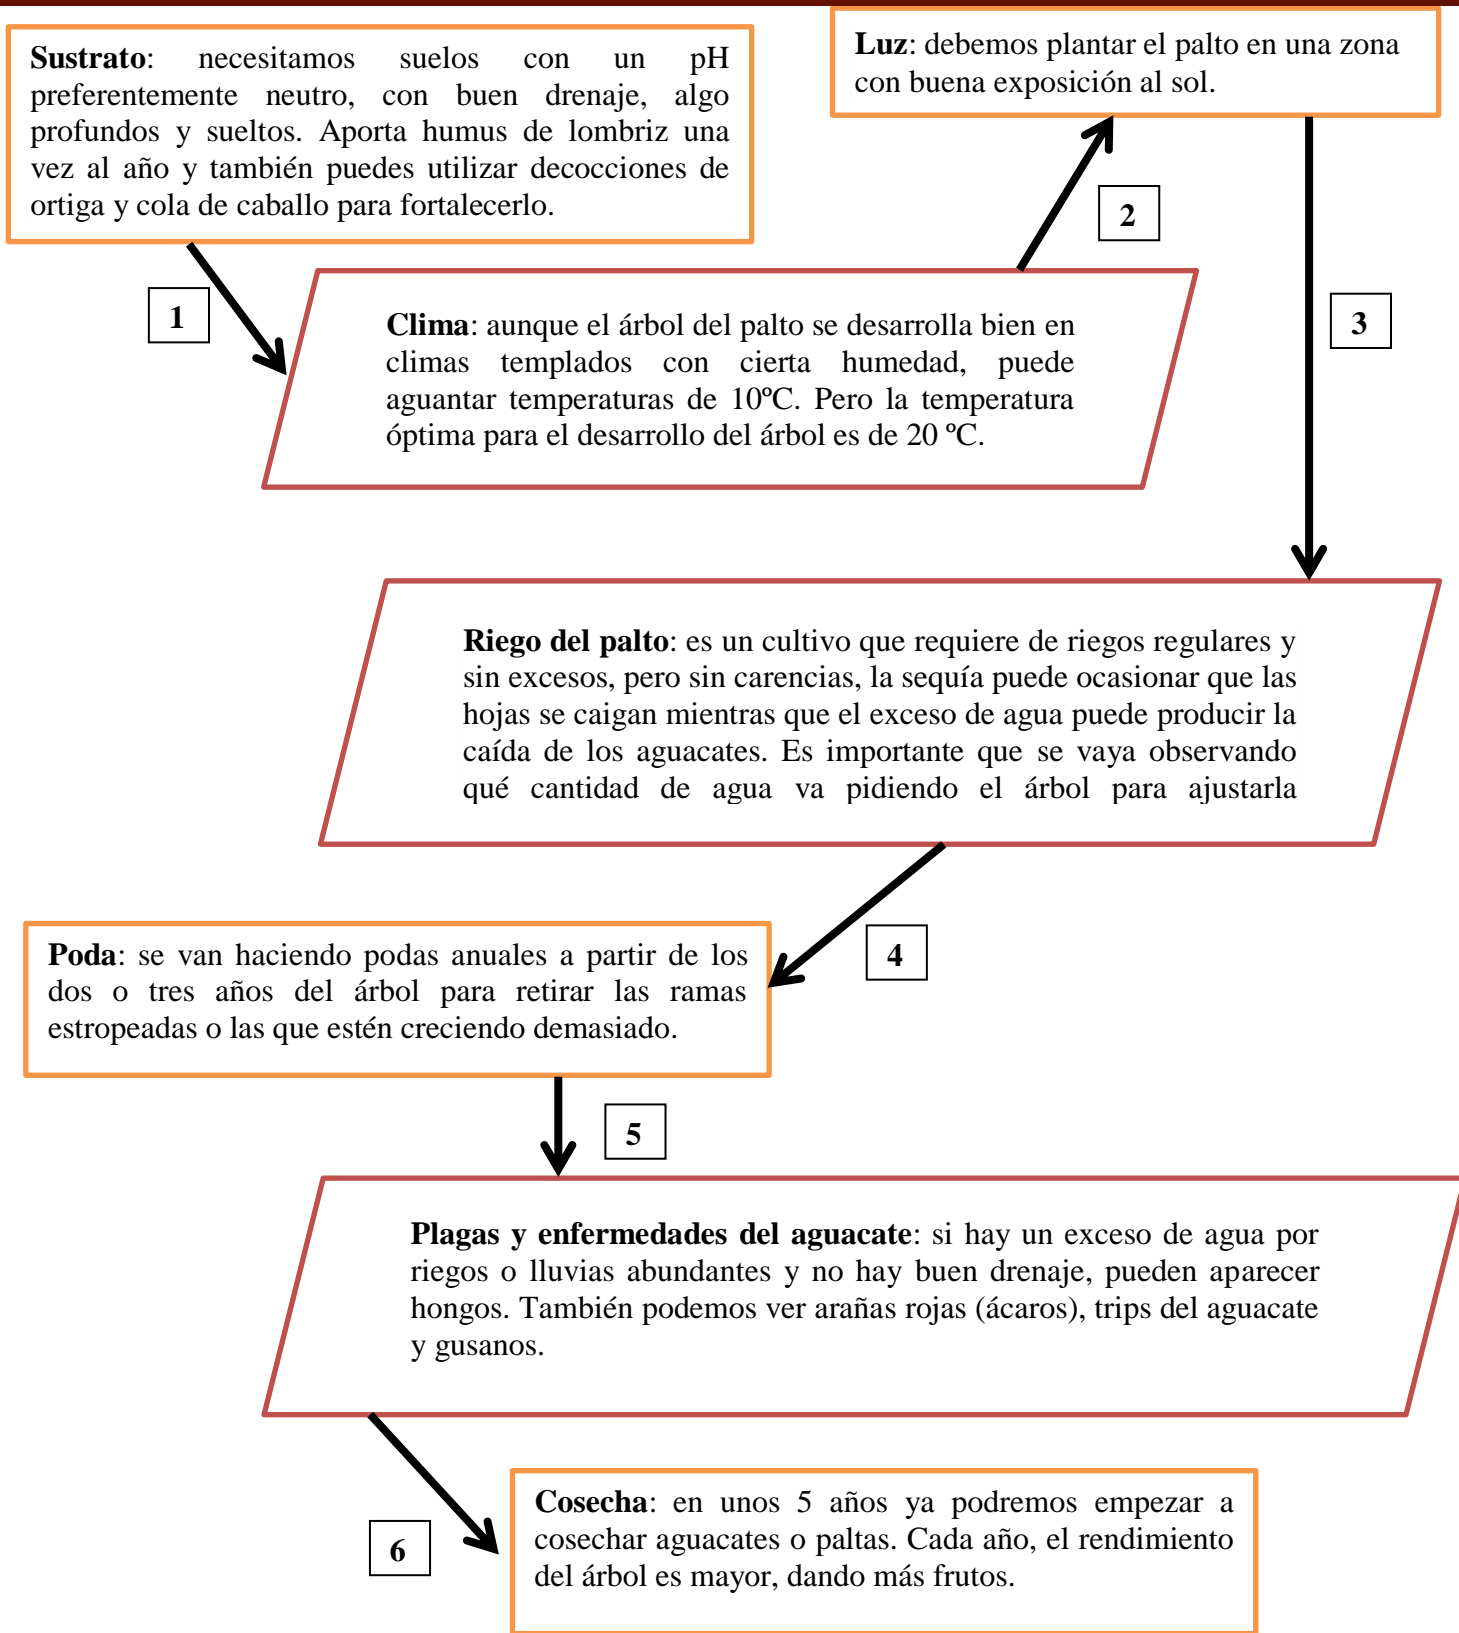 Sustrato: necesitamos suelos con un pH
preferentemente neutro, con buen drenaje, algo
profundos y sueltos. Aporta humus de lombriz una
vez al año y también puedes utilizar decocciones de
ortiga y cola de caballo para fortalecerlo.
1
Clima: aunque el árbol del palto se desarrolla bien en
climas templados con cierta humedad, puede
aguantar temperaturas de 10ºC. Pero la temperatura
óptima para el desarrollo del árbol es de 20 ºC.
2
Luz: debemos plantar el palto en una zona
con buena exposición al sol.
3
Riego del palto: es un cultivo que requiere de riegos regulares y
sin excesos, pero sin carencias, la sequía puede ocasionar que las
hojas se caigan mientras que el exceso de agua puede producir la
caída de los aguacates. Es importante que se vaya observando
qué cantidad de agua va pidiendo el árbol para ajustarla
4
Poda: se van haciendo podas anuales a partir de los
dos o tres años del árbol para retirar las ramas
estropeadas o las que estén creciendo demasiado.
5
Plagas y enfermedades del aguacate: si hay un exceso de agua por
riegos o lluvias abundantes y no hay buen drenaje, pueden aparecer
hongos. También podemos ver arañas rojas (ácaros), trips del aguacate
y gusanos.
6
Cosecha: en unos 5 años ya podremos empezar a
cosechar aguacates o paltas. Cada año, el rendimiento
del árbol es mayor, dando más frutos.